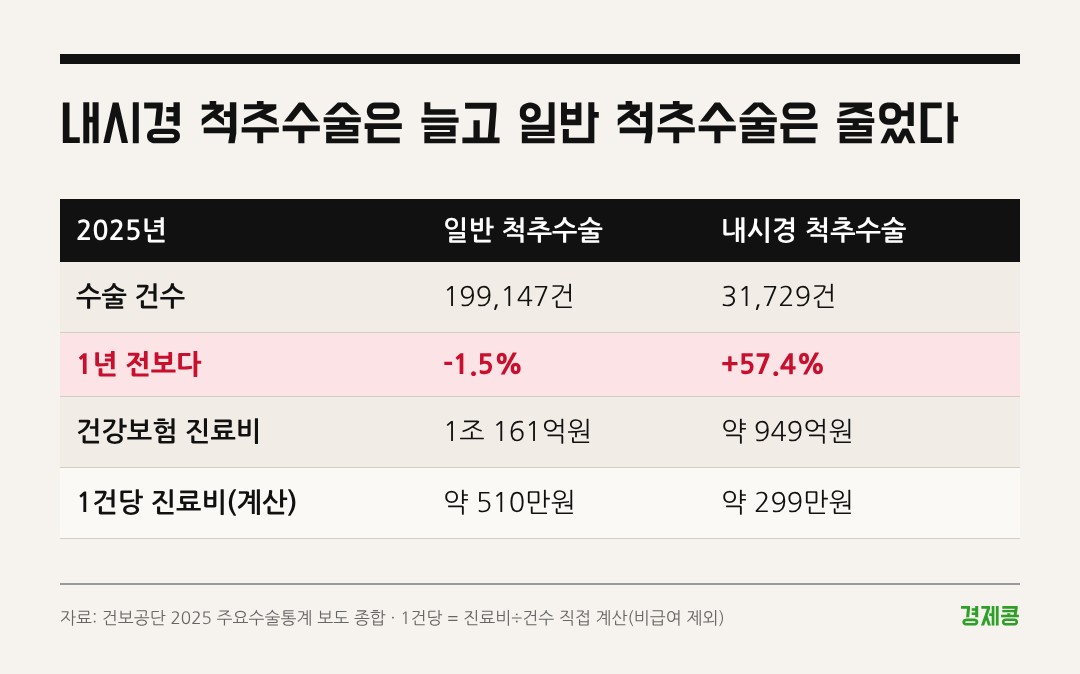 내시경 척추수술은 늘고 일반 척추수술은 줄었다
2025년 일반 척추수술 내시경 척추수술
수술 건수 199,147건 31,729건
1년 전보다 -1.5% +57.4%
건강보험 진료비 1조 161억원 약 949억원
1건당 진료비(계산) 약 510만원 약 299만원
자료: 건보공단 2025 주요수술통계 보도 종합 · 1건당 = 진료비÷건수 직접 계산(비급여 제외) 경제콩